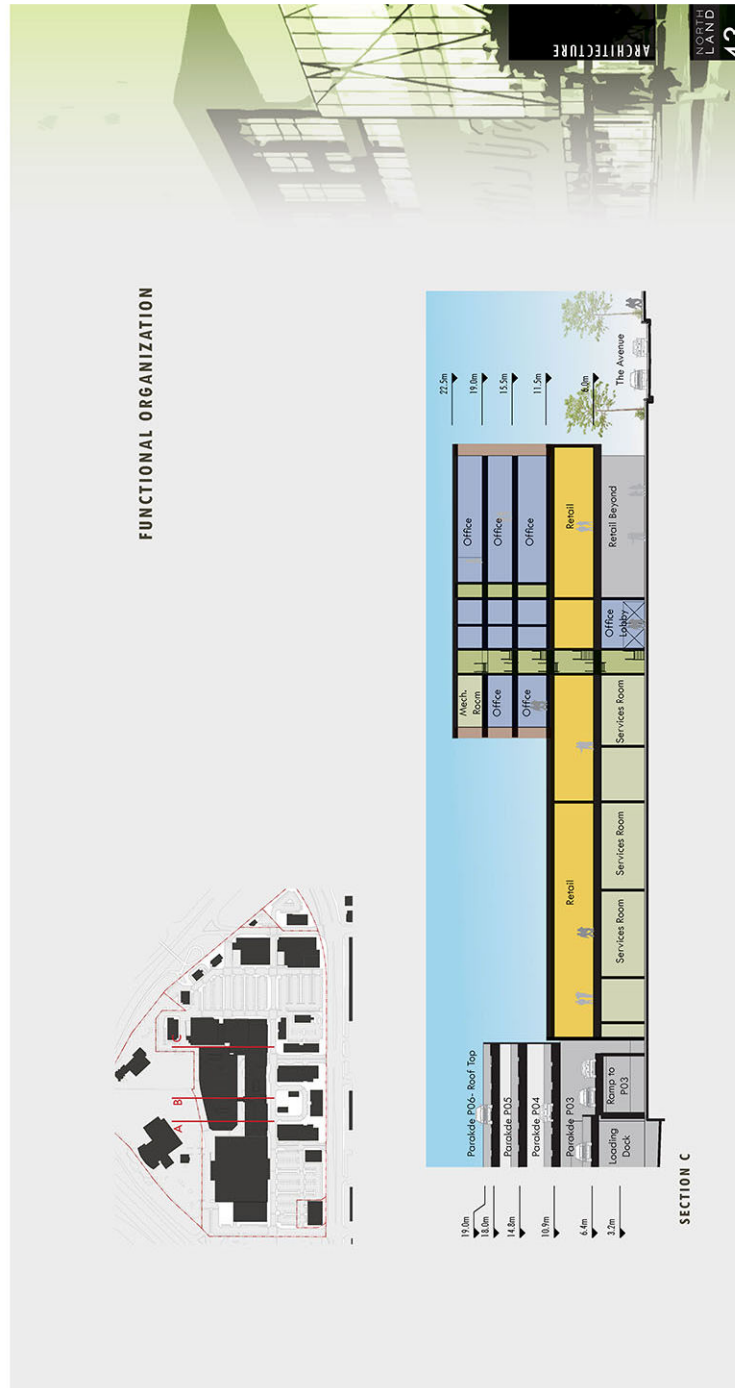 ARCHITECTURE
NORTH
LAND
43
FUNCTIONAL ORGANIZATION
A
B
C
22.5m
19.0m
15.5m
11.5m
6.0m
Mech.
Room
Office
Office
Office
Office
Office
Office
Retail
Retail
Services Room
Services Room
Services Room
Office
Lobby
Retail Beyond
The Avenue
Parakde P06- Roof Top
Parakde P05
Parakde P04
Parakde P03
Ramp to
P03
Loading
Dock
19.0m
18.0m
14.8m
10.9m
6.4m
3.2m
SECTION C